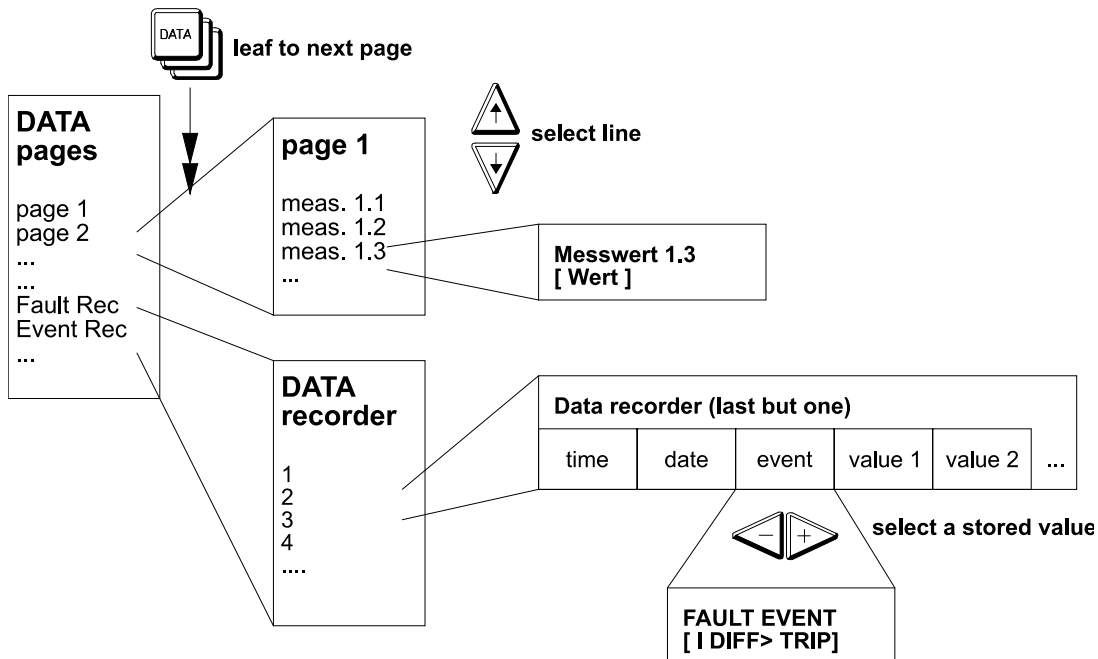 DATA
leaf to next page
DATA
pages
page 1
page 2
...
...
Fault Rec
Event Rec
...
page 1
meas. 1.1
meas. 1.2
meas. 1.3
...
select line
Messwert 1.3
[ Wert ]
DATA
recorder
1
2
3
4
....
Data recorder (last but one)
time date event value 1 value 2 ...
− +
select a stored value
FAULT EVENT
[ I DIFF> TRIP]